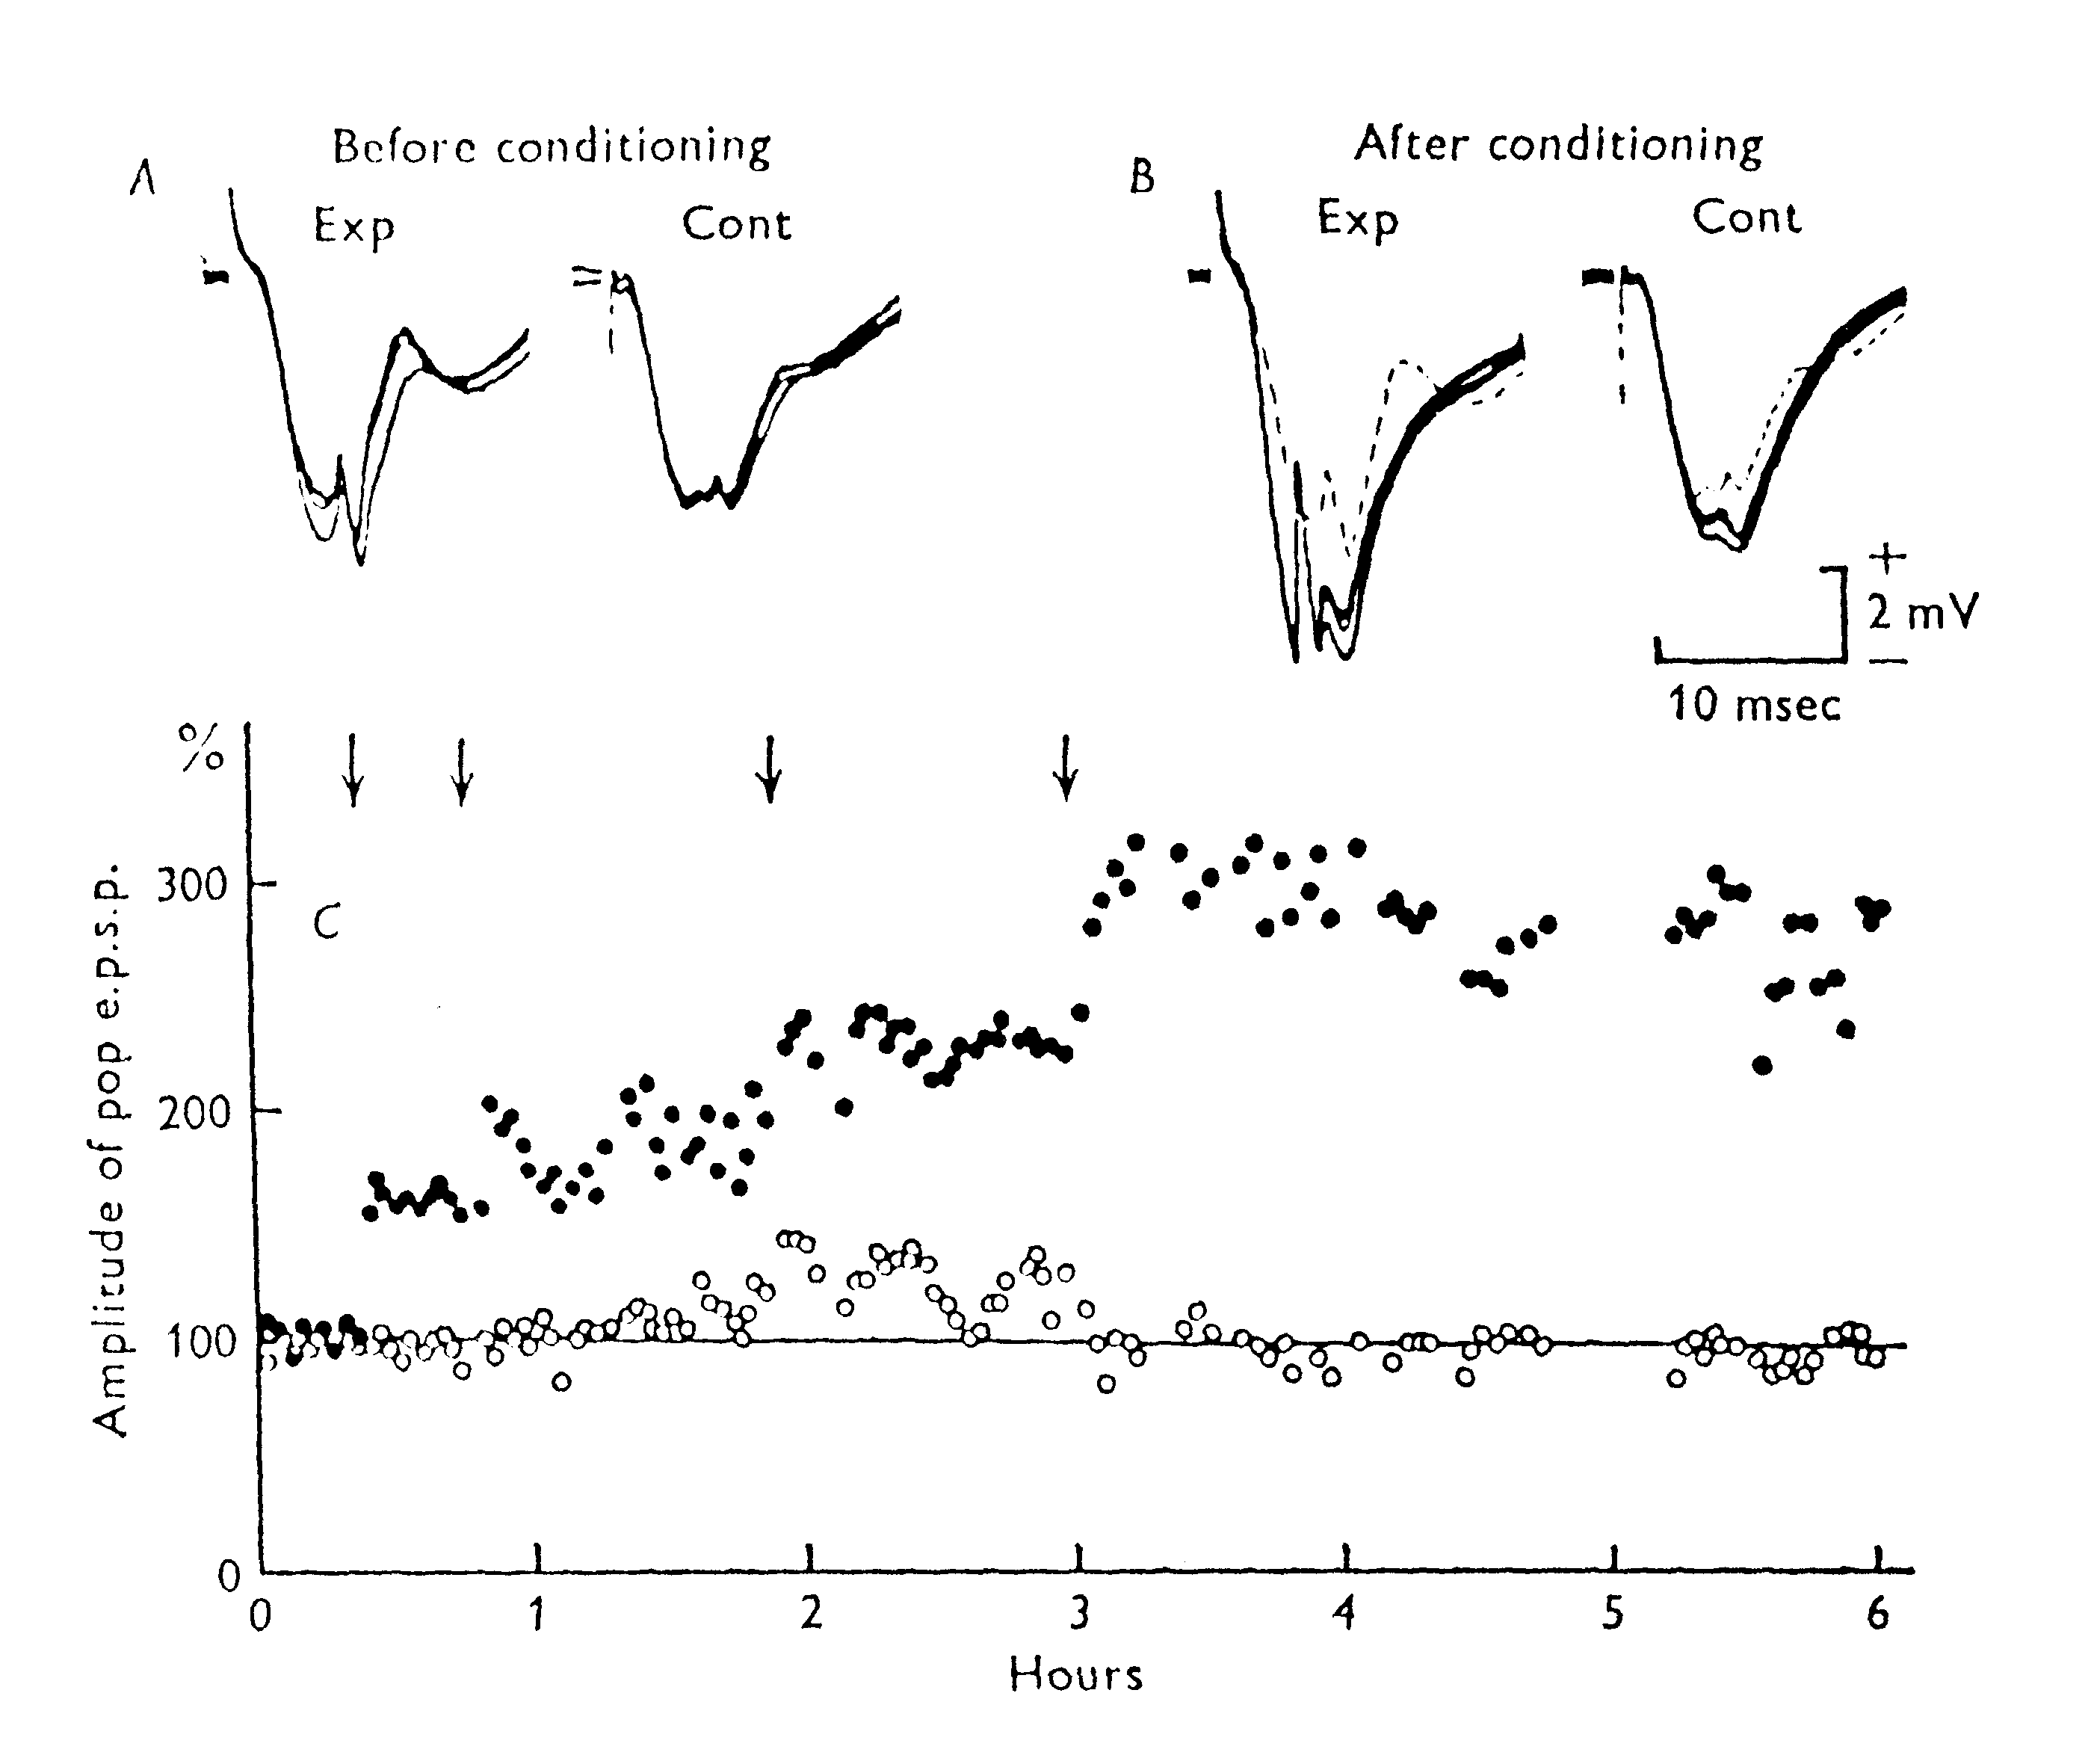 A
Before conditioning
Exp
Cont
B
After conditioning
Exp
Cont
+
2 mV
—
10 msec
%
300
200
100
0
Amplitude of pop e.p.s.p.
C
0 1 2 3 4 5 6
Hours